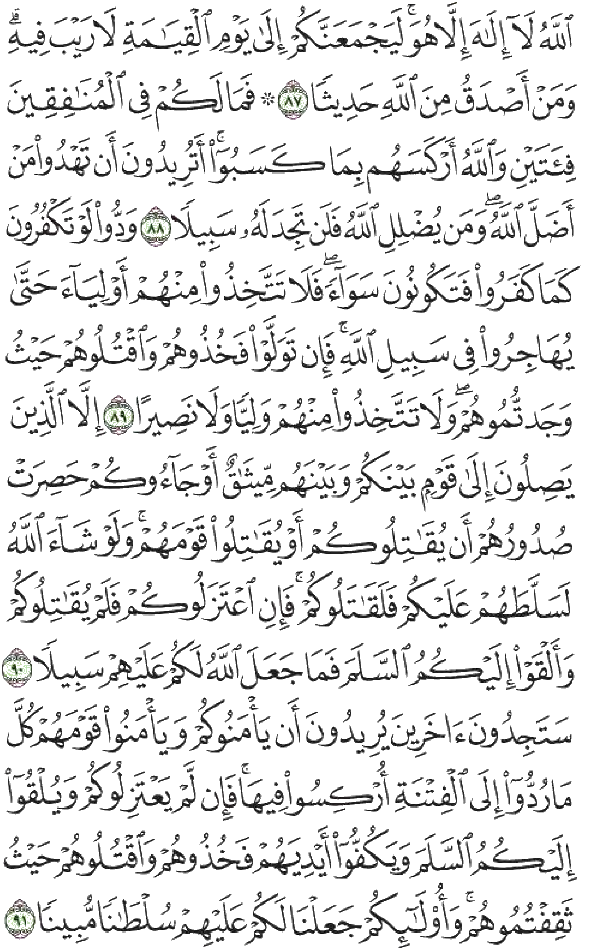 ٱللَّهُ لَآ إِلَٰهَ إِلَّا هُوَۚ لَيَجْمَعَنَّكُمْ إِلَىٰ يَوْمِ ٱلْقِيَٰمَةِ لَا رَيْبَ فِيهِۗ
وَمَنْ أَصْدَقُ مِنَ ٱللَّهِ حَدِيثًا ٨٧ ۞ فَمَا لَكُمْ فِى ٱلْمُنَٰفِقِينَ
فِئَتَيْنِ وَٱللَّهُ أَرْكَسَهُم بِمَا كَسَبُوٓا۟ۚ أَتُرِيدُونَ أَن تَهْدُوا۟ مَنْ
أَضَلَّ ٱللَّهُۖ وَمَن يُضْلِلِ ٱللَّهُ فَلَن تَجِدَ لَهُۥ سَبِيلًا ٨٨ وَدُّوا۟ لَوْ تَكْفُرُونَ
كَمَا كَفَرُوا۟ فَتَكُونُونَ سَوَآءًۖ فَلَا تَتَّخِذُوا۟ مِنْهُمْ أَوْلِيَآءَ حَتَّىٰ
يُهَاجِرُوا۟ فِى سَبِيلِ ٱللَّهِۚ فَإِن تَوَلَّوْا۟ فَخُذُوهُمْ وَٱقْتُلُوهُمْ حَيْثُ
وَجَدتُّمُوهُمْۖ وَلَا تَتَّخِذُوا۟ مِنْهُمْ وَلِيًّا وَلَا نَصِيرًا ٨٩ إِلَّا ٱلَّذِينَ
يَصِلُونَ إِلَىٰ قَوْمٍۭ بَيْنَكُمْ وَبَيْنَهُم مِّيثَٰقٌ أَوْ جَآءُوكُمْ حَصِرَتْ
صُدُورُهُمْ أَن يُقَٰتِلُوكُمْ أَوْ يُقَٰتِلُوا۟ قَوْمَهُمْۚ وَلَوْ شَآءَ ٱللَّهُ
لَسَلَّطَهُمْ عَلَيْكُمْ فَلَقَٰتَلُوكُمْۚ فَإِنِ ٱعْتَزَلُوكُمْ فَلَمْ يُقَٰتِلُوكُمْ
وَأَلْقَوْا۟ إِلَيْكُمُ ٱلسَّلَمَ فَمَا جَعَلَ ٱللَّهُ لَكُمْ عَلَيْهِمْ سَبِيلًا ٩٠
سَتَجِدُونَ ءَاخَرِينَ يُرِيدُونَ أَن يَأْمَنُوكُمْ وَيَأْمَنُوا۟ قَوْمَهُمْ كُلَّ
مَا رُدُّوٓا۟ إِلَى ٱلْفِتْنَةِ أُرْكِسُوا۟ فِيهَاۚ فَإِن لَّمْ يَعْتَزِلُوكُمْ وَيُلْقُوٓا۟
إِلَيْكُمُ ٱلسَّلَمَ وَيَكُفُّوٓا۟ أَيْدِيَهُمْ فَخُذُوهُمْ وَٱقْتُلُوهُمْ حَيْثُ
ثَقِفْتُمُوهُمْۚ وَأُو۟لَٰٓئِكُمْ جَعَلْنَا لَكُمْ عَلَيْهِمْ سُلْطَٰنًا مُّبِينًا ٩١